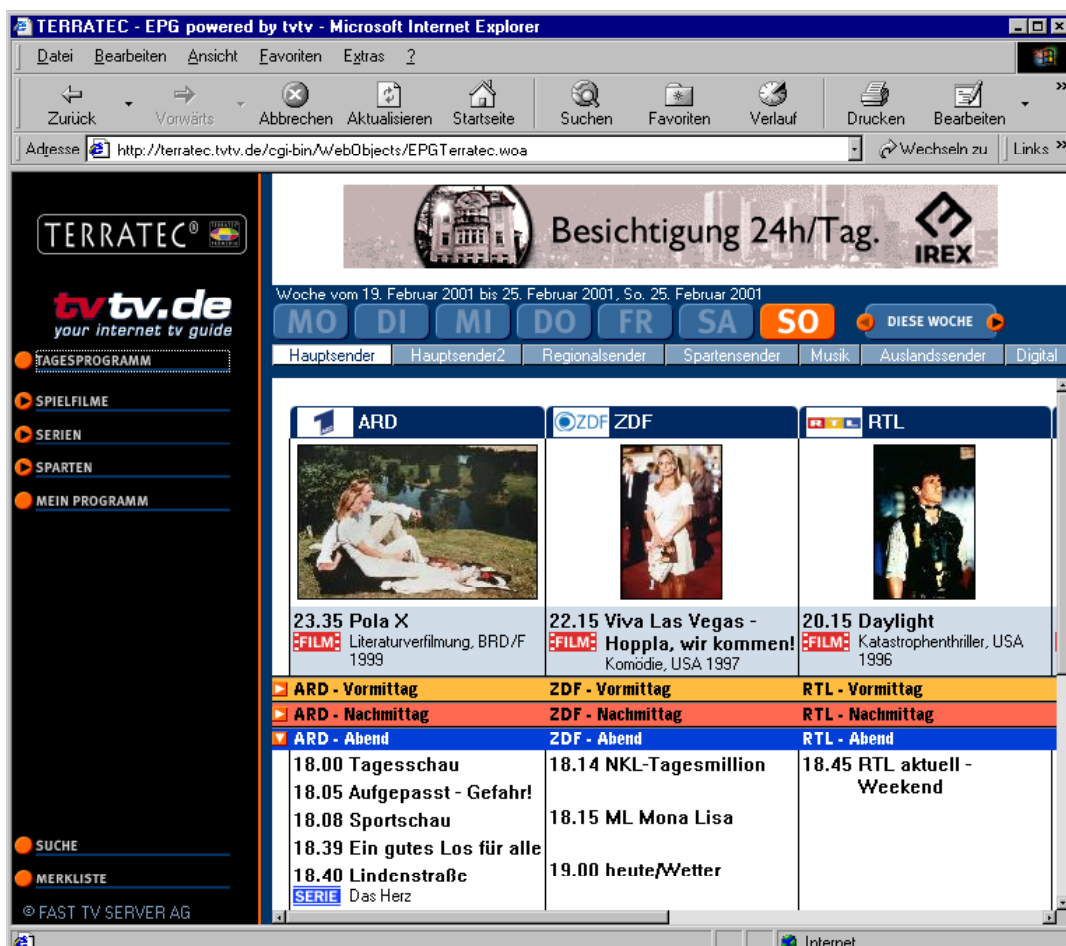 TERRATEC - EPG powered by tvtv - Microsoft Internet Explorer
Datei Bearbeiten Ansicht Favoriten Extras ?
Zurück Vorwärts Abbrechen Aktualisieren Startseite Suchen Favoriten Verlauf Drucken Bearbeiten »
Adresse http://terratec.tvtv.de/cgi-bin/WebObjects/EPGTerratec.woa Wechseln zu Links »
TERRATEC®
Besichtigung 24h/Tag.
IREX
tvtv.de
your internet tv guide
TAGESPROGRAMM
SPIELFILME
SERIEN
SPARTEN
MEIN PROGRAMM
SUCHE
MERKLISTE
© FAST TV SERVER AG
Woche vom 19. Februar 2001 bis 25. Februar 2001, So. 25. Februar 2001
MO DI MI DO FR SA SO DIESE WOCHE
Hauptsender Hauptsender2 Regionalsender Spartensender Musik Auslandssender Digital
ARD ZDF ZDF RTL RTL
23.35 Pola X
FILM Literaturverfilmung, BRD/F
1999
22.15 Viva Las Vegas -
FILM Hoppla, wir kommen!
Komödie, USA 1997
20.15 Daylight
FILM Katastrophenthriller, USA
1996
ARD - Vormittag ZDF - Vormittag RTL - Vormittag
ARD - Nachmittag ZDF - Nachmittag RTL - Nachmittag
ARD - Abend ZDF - Abend RTL - Abend
18.00 Tagesschau
18.05 Aufgepasst - Gefahr!
18.08 Sportschau
18.39 Ein gutes Los für alle
18.40 Lindenstraße
SERIE Das Herz
18.14 NKL-Tagesmillion
18.15 ML Mona Lisa
19.00 heute/Wetter
18.45 RTL aktuell -
Weekend
Internet